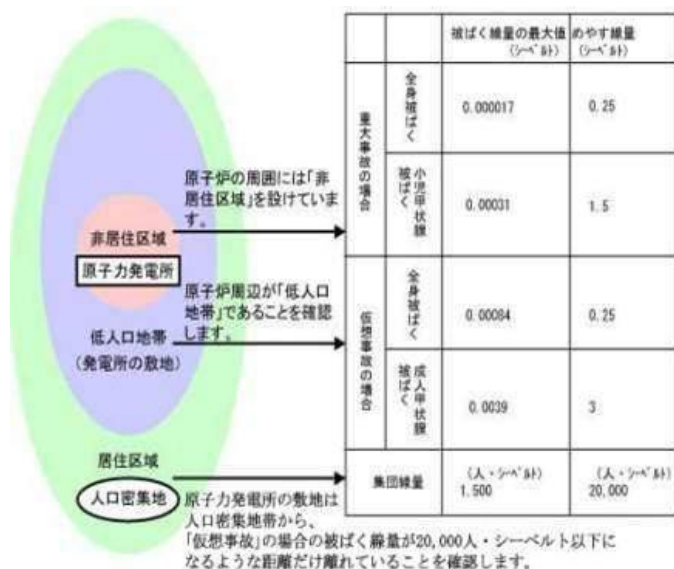 被ばく線量の最大値
(シーベルト)
めやす線量
(シーベルト)
重大事故の場合
全身被ばく
0.000017
0.25
小児甲状腺被ばく
0.00031
1.5
仮想事故の場合
全身被ばく
0.00084
0.25
成人甲状腺被ばく
0.0039
3
集団線量
(人・シーベルト)
1.500
(人・シーベルト)
20,000
原子炉の周囲には「非
居住区域」を設けていま
す。
非居住区域
原子力発電所
原子炉周辺が「低人口
地帯」であることを確認
します。
低人口地帯
(発電所の敷地)
居住区域
人口密集地
原子力発電所の敷地は
人口密集地帯から、
「仮想事故」の場合の被ばく線量が20,000人・シーベルト以下に
なるような距離だけ離れていることを確認します。